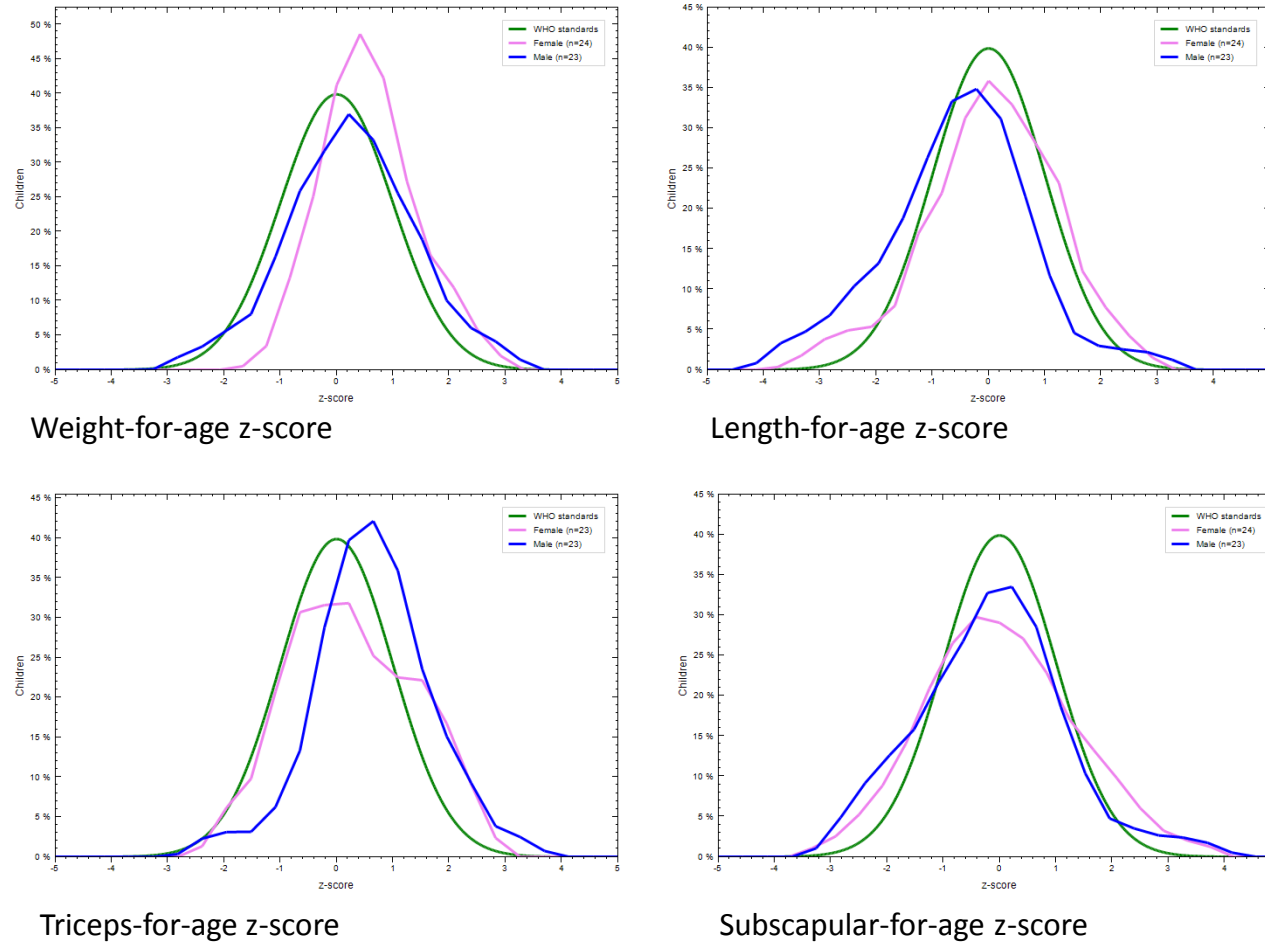 50 %
45 %
40 %
35 %
30 %
25 %
20 %
15 %
10 %
5 %
0 %
Children
WHO standards
Female (n=24)
Male (n=23)
-5 -4 -3 -2 -1 0 1 2 3 4 5
z-score
Weight-for-age z-score
45 %
40 %
35 %
30 %
25 %
20 %
15 %
10 %
5 %
0 %
Children
WHO standards
Female (n=24)
Male (n=23)
-5 -4 -3 -2 -1 0 1 2 3 4
z-score
Length-for-age z-score
45 %
40 %
35 %
30 %
25 %
20 %
15 %
10 %
5 %
0 %
Children
WHO standards
Female (n=23)
Male (n=23)
-5 -4 -3 -2 -1 0 1 2 3 4 5
z-score
Triceps-for-age z-score
45 %
40 %
35 %
30 %
25 %
20 %
15 %
10 %
5 %
0 %
Children
WHO standards
Female (n=24)
Male (n=23)
-5 -4 -3 -2 -1 0 1 2 3 4
z-score
Subscapular-for-age z-score